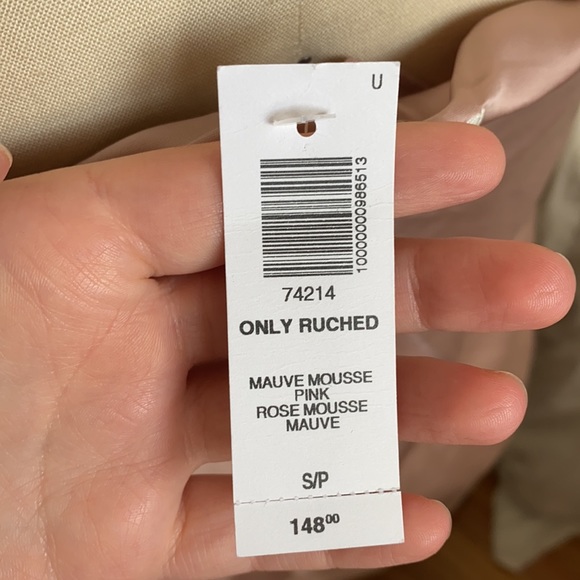 U
10000000986513
74214
ONLY RUCHED
MAUVE MOUSSE
PINK
ROSE MOUSSE
MAUVE
S/P
148⁰⁰